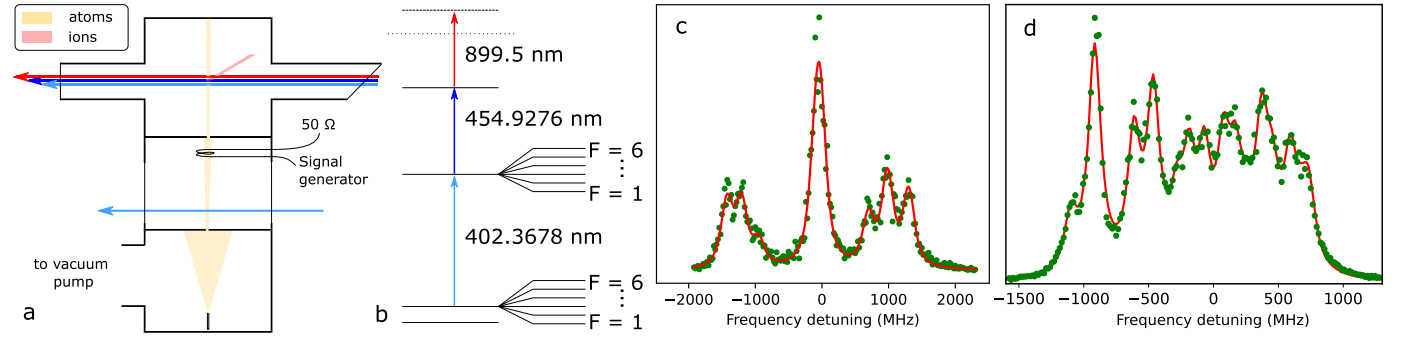 atoms
ions
50 Ω
Signal
generator
to vacuum
pump
a
899.5 nm
454.9276 nm
F = 6
⋮
F = 1
402.3678 nm
F = 6
⋮
F = 1
b
c
−2000
−1000
0
1000
2000
Frequency detuning (MHz)
d
−1500
−1000
−500
0
500
1000
Frequency detuning (MHz)